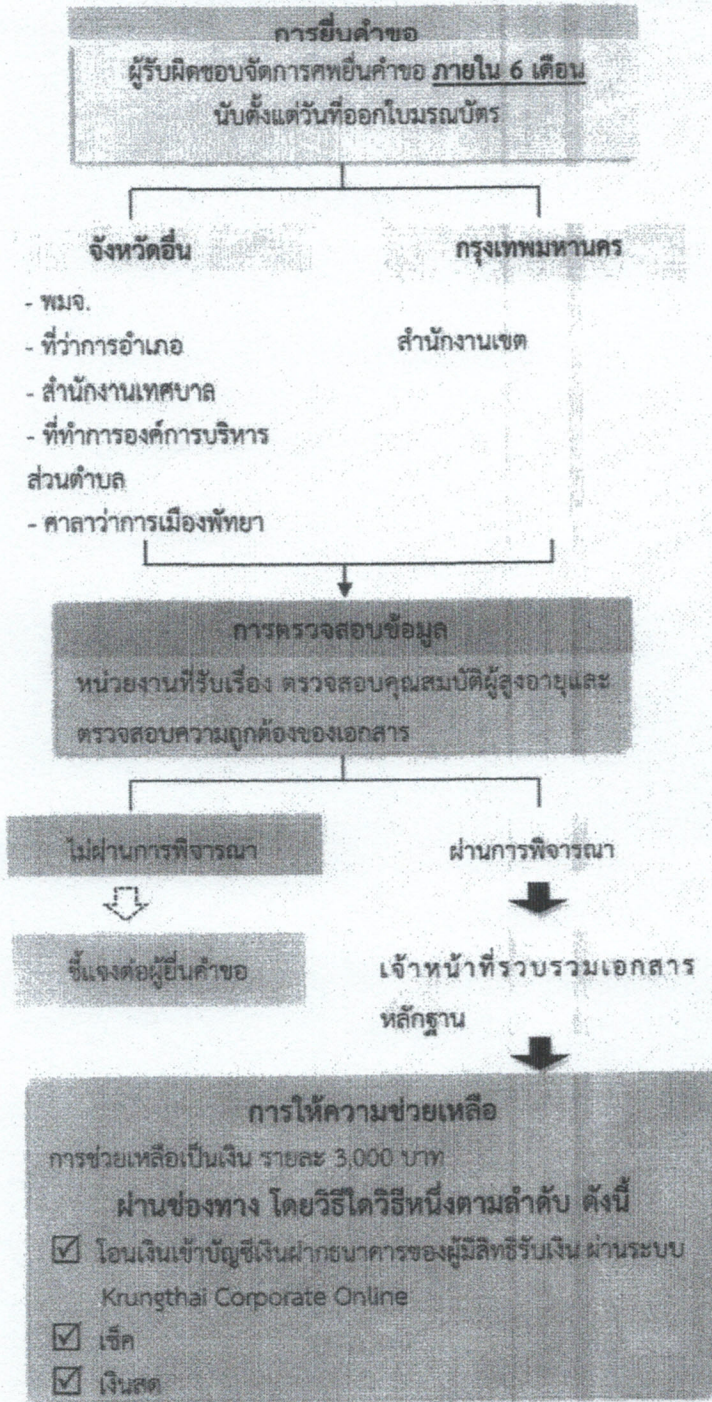 การยื่นคำขอ
ผู้รับผิดชอบจัดการศพยื่นคำขอ ภายใน 6 เดือน
นับตั้งแต่วันที่ออกใบมรณบัตร
จังหวัดอื่น
- พมจ.
- ที่ว่าการอำเภอ
- สำนักงานเทศบาล
- ที่ทำการองค์การบริหาร
ส่วนตำบล
- ศาลาว่าการเมืองพัทยา
กรุงเทพมหานคร
สำนักงานเขต
การตรวจสอบข้อมูล
หน่วยงานที่รับเรื่อง ตรวจสอบคุณสมบัติผู้สูงอายุและ
ตรวจสอบความถูกต้องของเอกสาร
ไม่ผ่านการพิจารณา
ชี้แจงต่อผู้ยื่นคำขอ
ผ่านการพิจารณา
เจ้าหน้าที่รวบรวมเอกสาร
หลักฐาน
การให้ความช่วยเหลือ
การช่วยเหลือเป็นเงิน รายละ 3,000 บาท
ผ่านช่องทาง โดยวิธีใดวิธีหนึ่งตามลำดับ ดังนี้
☑ โอนเงินเข้าบัญชีเงินฝากธนาคารของผู้มีสิทธิรับเงิน ผ่านระบบ
Krungthai Corporate Online
☑ เช็ค
☑ เงินสด